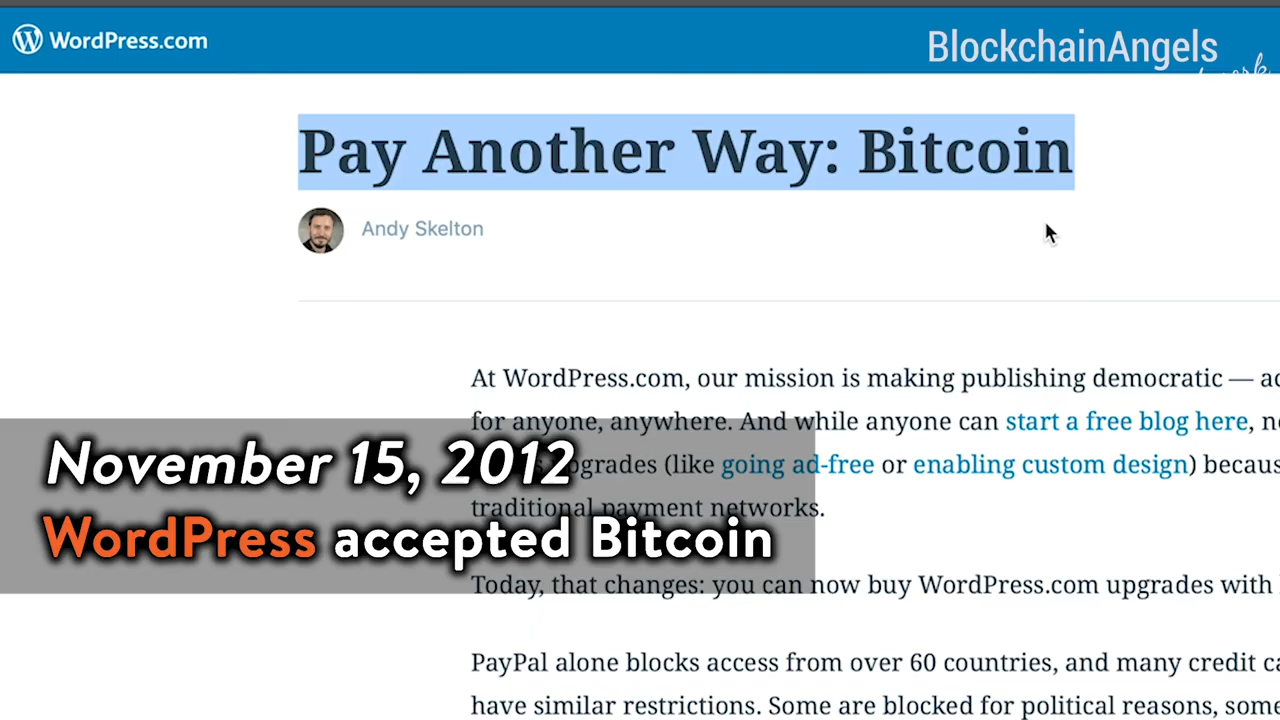 WordPress.com
BlockchainAngels
Pay Another Way: Bitcoin
Andy Skelton
At WordPress.com, our mission is making publishing democratic —
for anyone, anywhere. And while anyone can start a free blog here,
upgrades (like going ad-free or enabling custom design)
traditional payment networks.
November 15, 2012
WordPress accepted Bitcoin
Today, that changes: you can now buy WordPress.com upgrades with
PayPal alone blocks access from over 60 countries, and many credit
have similar restrictions. Some are blocked for political reasons,